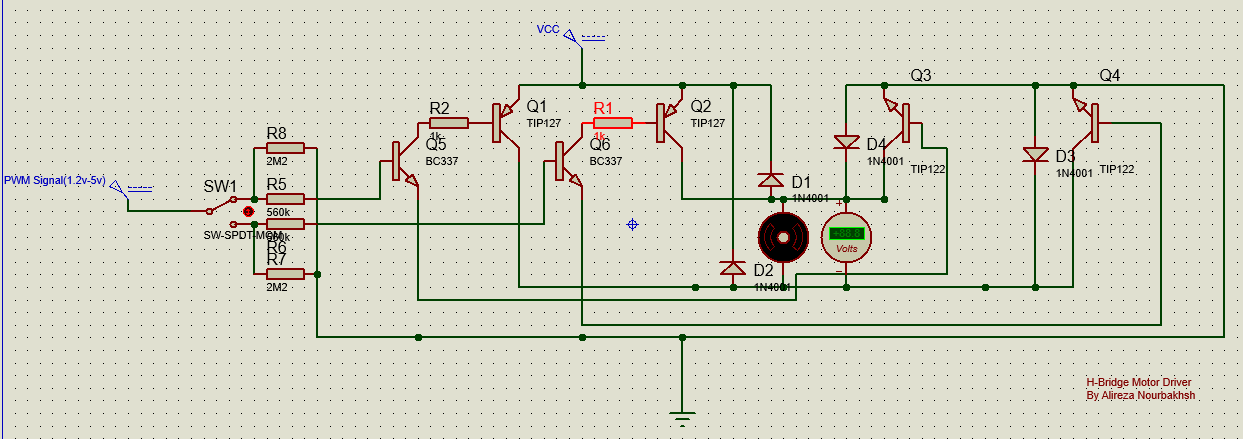 VCC
PWM Signal(1.2v-5v)
SW1
SW-SPDT-MOM
R8
2M2
R5
560k
560k
R6
R7
2M2
R2
1k
Q5
BC337
Q1
TIP127
R1
1k
Q6
BC337
Q2
TIP127
D1
1N4001
D2
1N4001
+88.8
Volts
+
-
D4
1N4001
Q3
TIP122
D3
1N4001
Q4
TIP122
H-Bridge Motor Driver
By Alireza Nourbakhsh